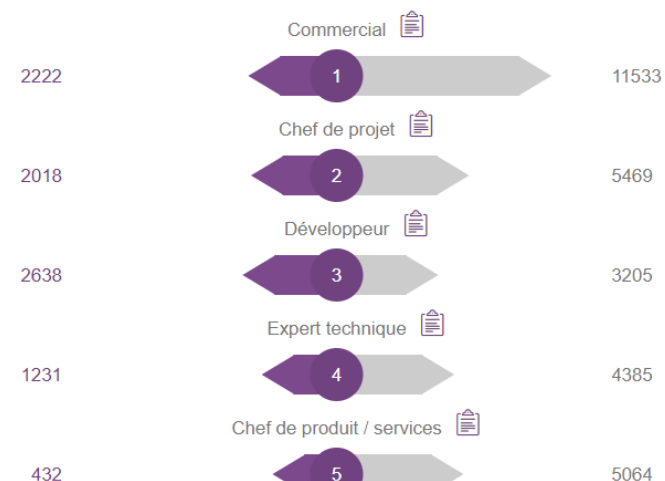 Commercial
2222 1 11533
Chef de projet
2018 2 5469
Développeur
2638 3 3205
Expert technique
1231 4 4385
Chef de produit / services
432 5 5064